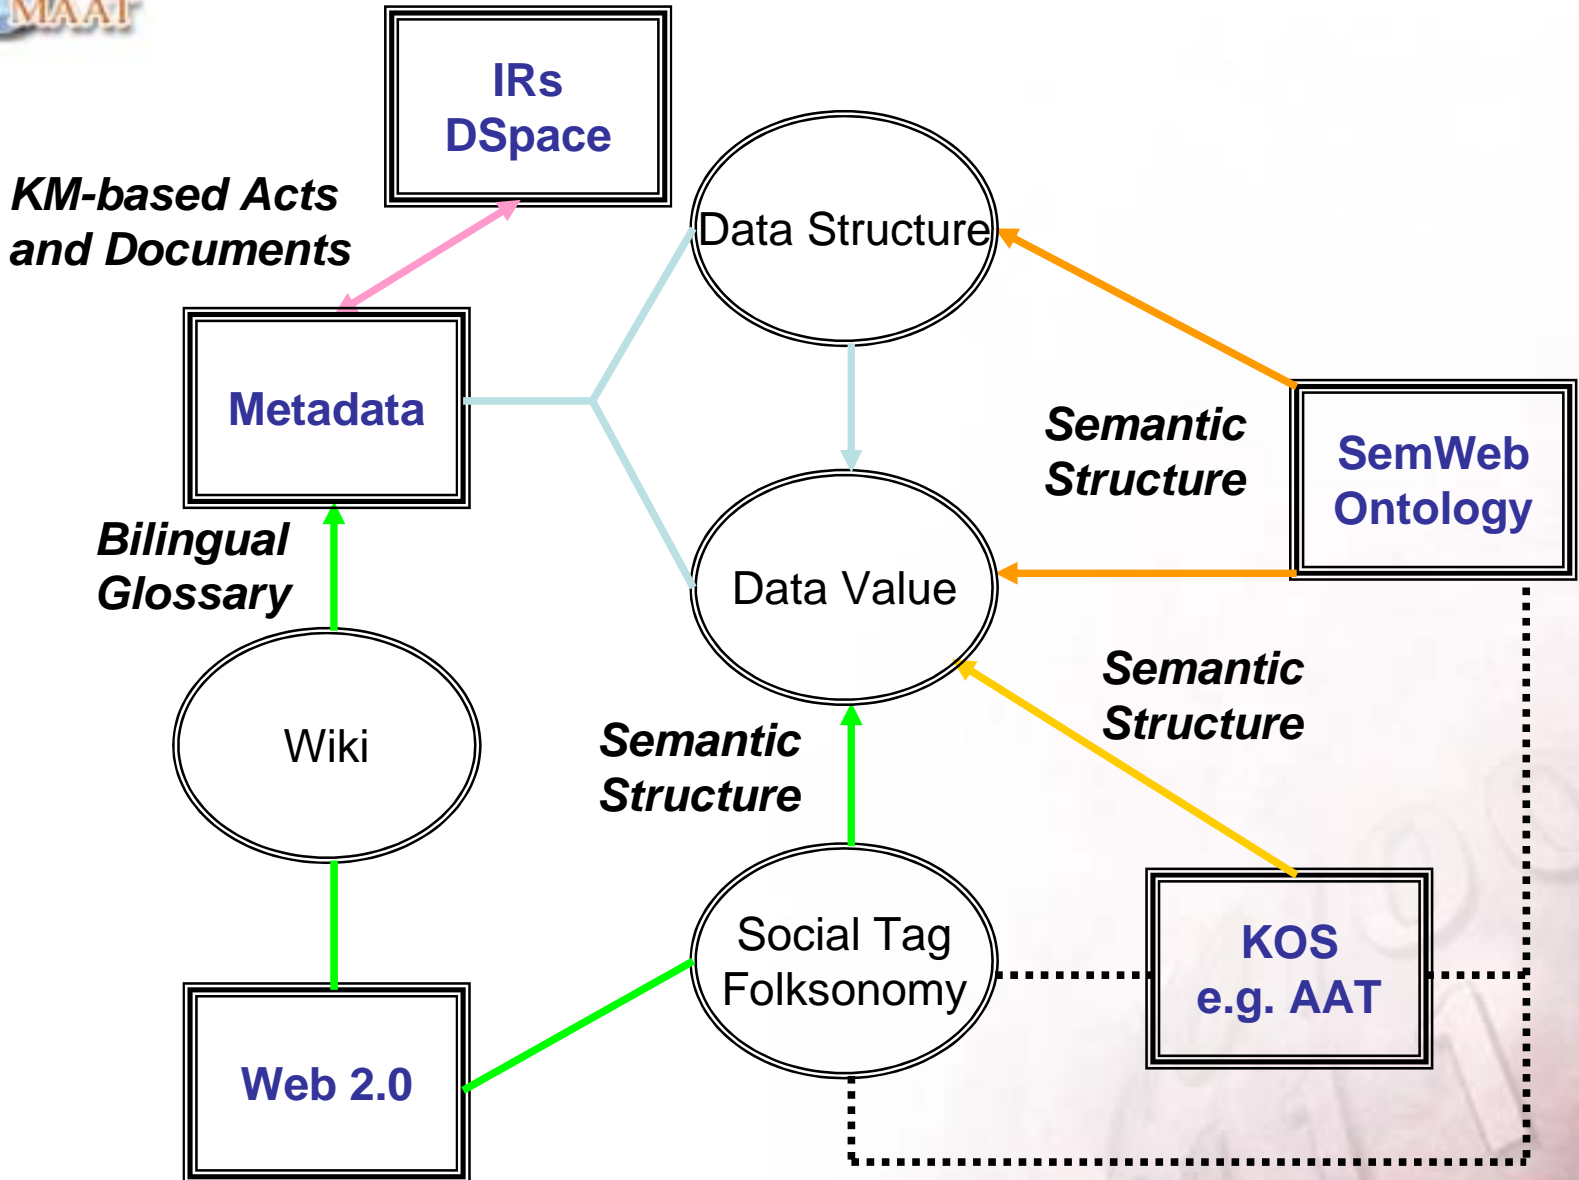 MAAT
IRs
DSpace
KM-based Acts
and Documents
Data Structure
Metadata
Semantic
Structure
SemWeb
Ontology
Bilingual
Glossary
Data Value
Semantic
Structure
Wiki
Semantic
Structure
Social Tag
Folksonomy
KOS
e.g. AAT
Web 2.0